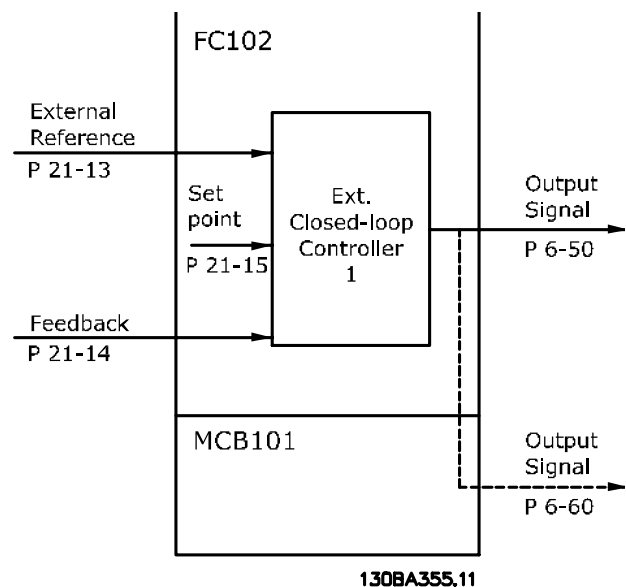 FC102
External
Reference
P 21-13
Set
point
P 21-15
Ext.
Closed-loop
Controller
1
Output
Signal
P 6-50
Feedback
P 21-14
MCB101
Output
Signal
P 6-60
130BA355.11